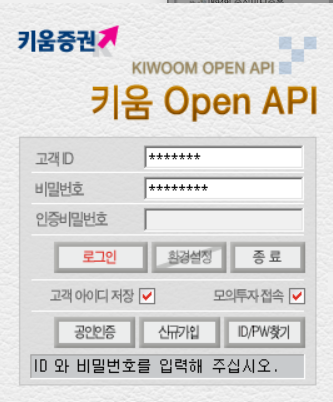 키움증권
KIWOOM OPEN API
키움 Open API
고객 ID *******
비밀번호 ********
인증비밀번호
로그인 환경설정 종 료
고객 아이디 저장 모의투자 접속
공인인증 신규가입 ID/PW찾기
ID 와 비밀번호를 입력해 주십시오.